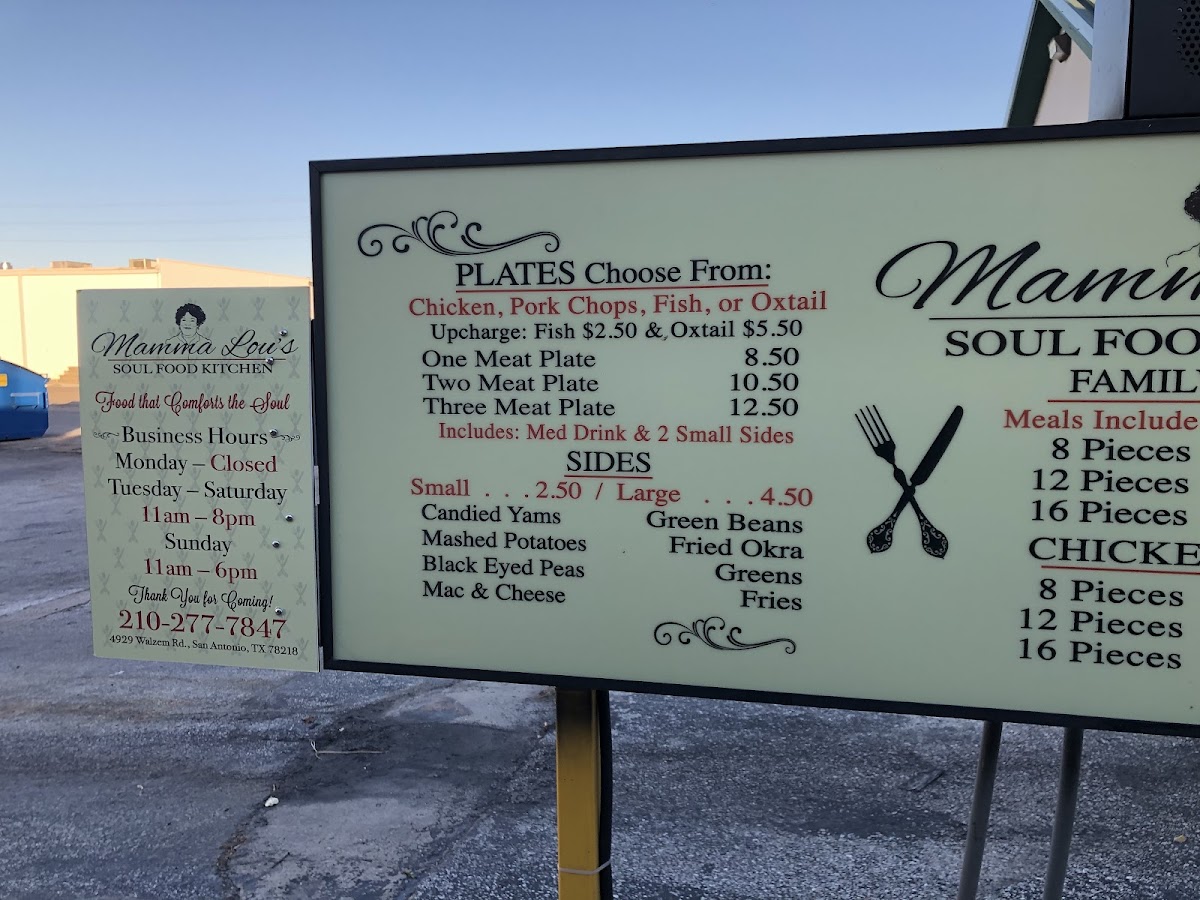 Mamma Lou's
SOUL FOOD KITCHEN
Food that Comforts the Soul
Business Hours
Monday – Closed
Tuesday – Saturday
11am – 8pm
Sunday
11am – 6pm
Thank You for Coming!
210-277-7847
4929 Walzem Rd., San Antonio, TX 78218
PLATES Choose From:
Chicken, Pork Chops, Fish, or Oxtail
Upcharge: Fish $2.50 & Oxtail $5.50
One Meat Plate 8.50
Two Meat Plate 10.50
Three Meat Plate 12.50
Includes: Med Drink & 2 Small Sides
SIDES
Small . . . 2.50 / Large . . . 4.50
Candied Yams Green Beans
Mashed Potatoes Fried Okra
Black Eyed Peas Greens
Mac & Cheese Fries
Mamm
SOUL FOO
FAMIL
Meals Include
8 Pieces
12 Pieces
16 Pieces
CHICKE
8 Pieces
12 Pieces
16 Pieces